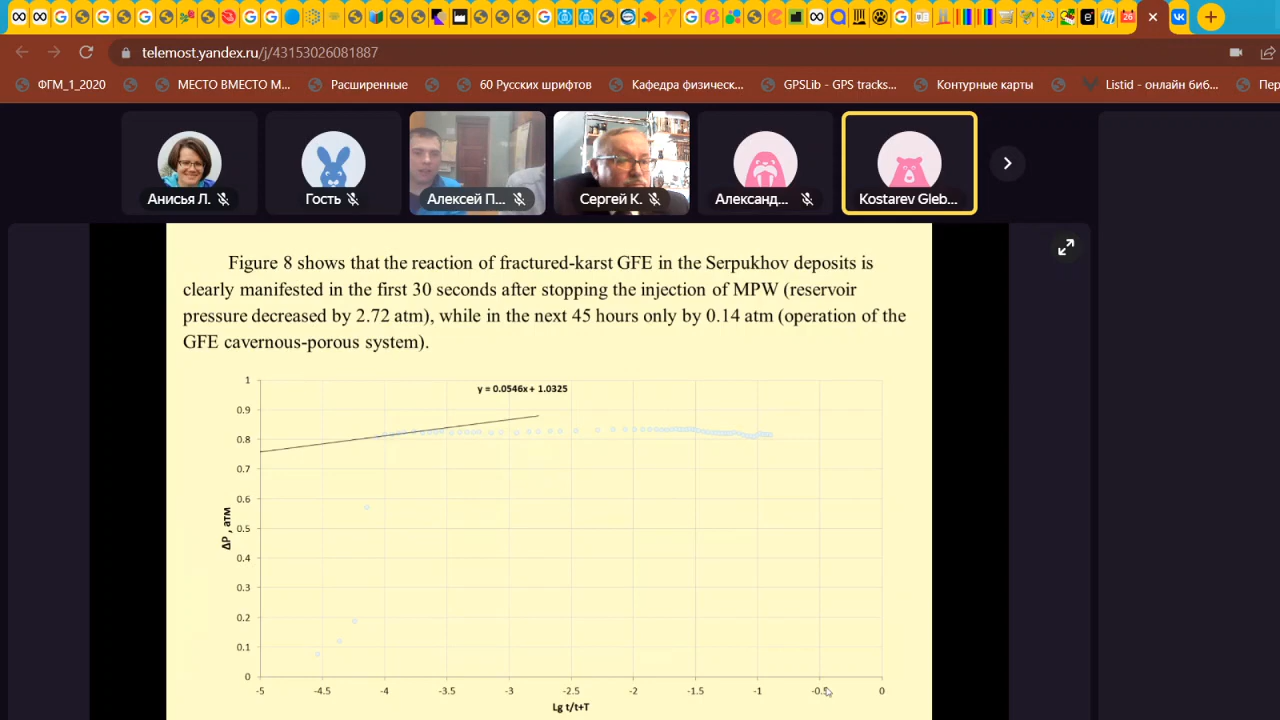 26
telemost.yandex.ru/j/43153026081887
ФГМ_1_2020
МЕСТО ВМЕСТО М...
Расширенные
60 Русских шрифтов
Кафедра физическ...
GPSLib - GPS tracks...
Контурные карты
Listid - онлайн биб...
Пер
Анисья Л.
Гость
Алексей П...
Сергей К.
Александ...
Kostarev Gleb...
Figure 8 shows that the reaction of fractured-karst GFE in the Serpukhov deposits is
clearly manifested in the first 30 seconds after stopping the injection of MPW (reservoir
pressure decreased by 2.72 atm), while in the next 45 hours only by 0.14 atm (operation of the
GFE cavernous-porous system).
y = 0.0546x + 1.0325
1
0.9
0.8
0.7
0.6
0.5
0.4
0.3
0.2
0.1
0
ΔP , атм
-5 -4.5 -4 -3.5 -3 -2.5 -2 -1.5 -1 -0.5 0
Lg t/t+T